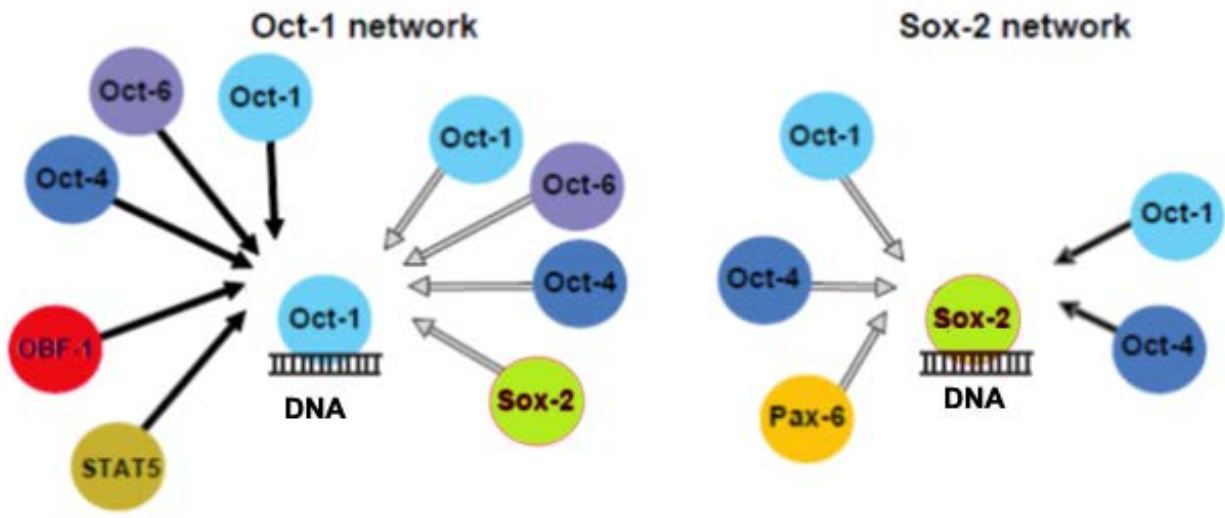 Oct-1 network
Oct-6
Oct-1
Oct-4
OBF-1
STAT5
Oct-1
DNA
Oct-1
Oct-6
Oct-4
Sox-2
Sox-2 network
Oct-1
Oct-4
Pax-6
Sox-2
DNA
Oct-1
Oct-4